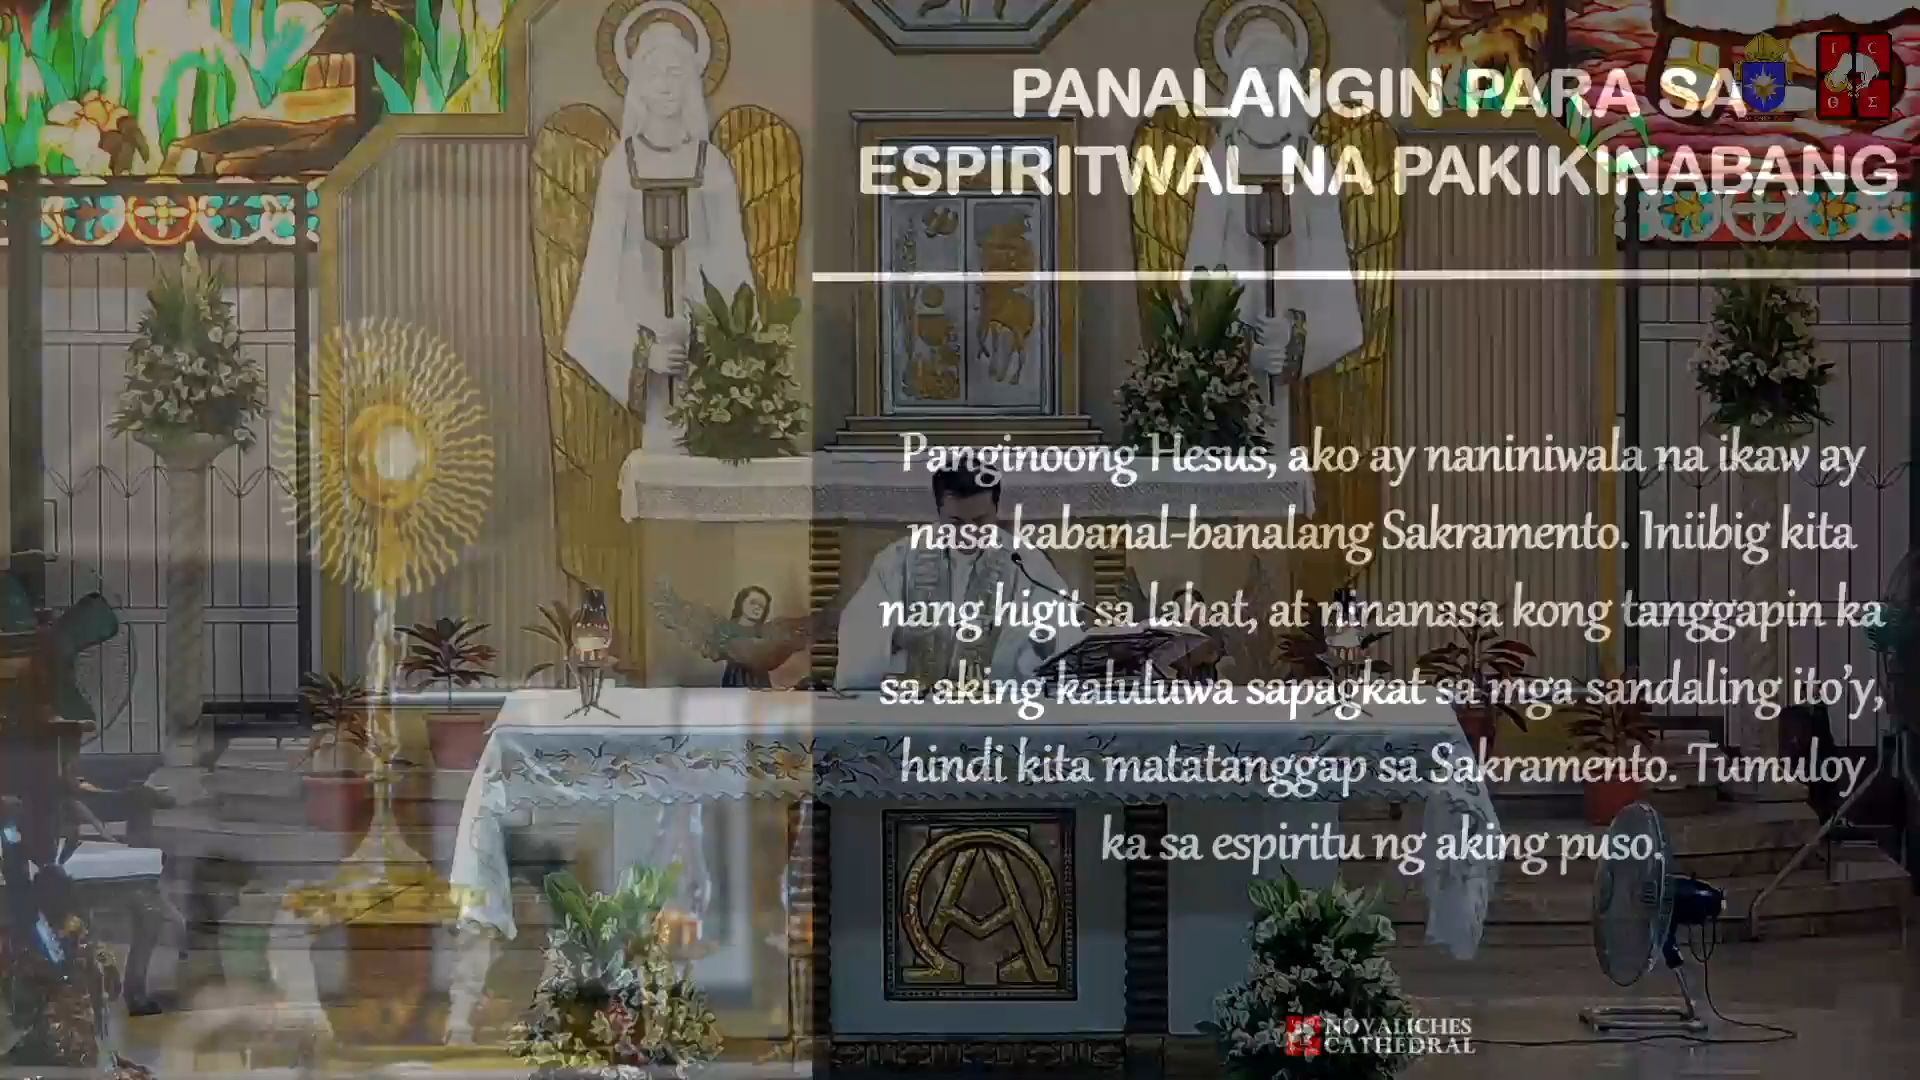 PANALANGIN PARA SA
ESPIRITWAL NA PAKIKINABANG
I C
Θ Σ
Panginoong Hesus, ako ay naniniwala na ikaw ay
nasa kabanal-banalang Sakramento. Iniibig kita
nang higit sa lahat, at ninanasa kong tanggapin ka
sa aking kaluluwa sapagkat sa mga sandaling ito'y,
hindi kita matatanggap sa Sakramento. Tumuloy
ka sa espiritu ng aking puso.
NOVALICHES
CATHEDRAL